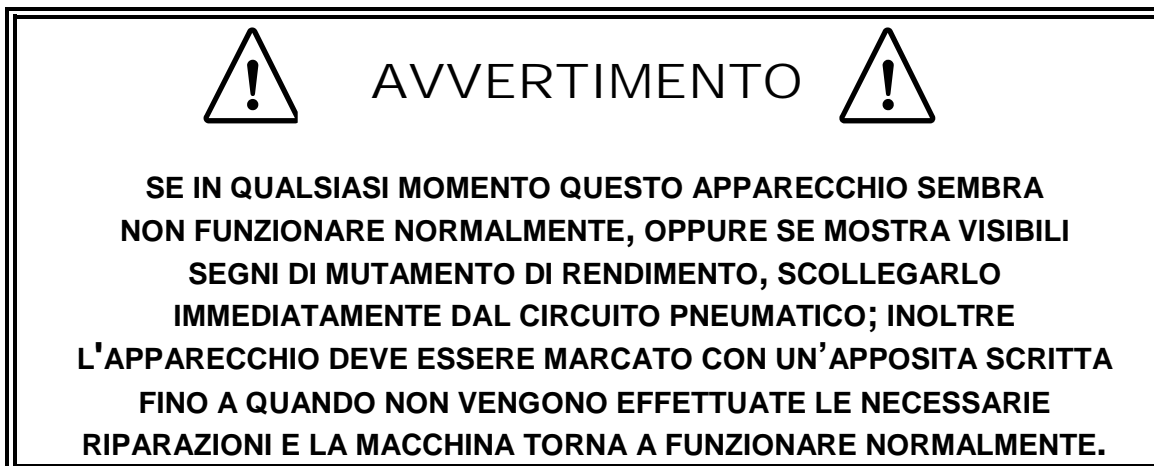 AVVERTIMENTO
SE IN QUALSIASI MOMENTO QUESTO APPARECCHIO SEMBRA
NON FUNZIONARE NORMALMENTE, OPPURE SE MOSTRA VISIBILI
SEGNI DI MUTAMENTO DI RENDIMENTO, SCOLLEGARLO
IMMEDIATAMENTE DAL CIRCUITO PNEUMATICO; INOLTRE
L'APPARECCHIO DEVE ESSERE MARCATO CON UN’APPOSITA SCRITTA
FINO A QUANDO NON VENGONO EFFETTUATE LE NECESSARIE
RIPARAZIONI E LA MACCHINA TORNA A FUNZIONARE NORMALMENTE.